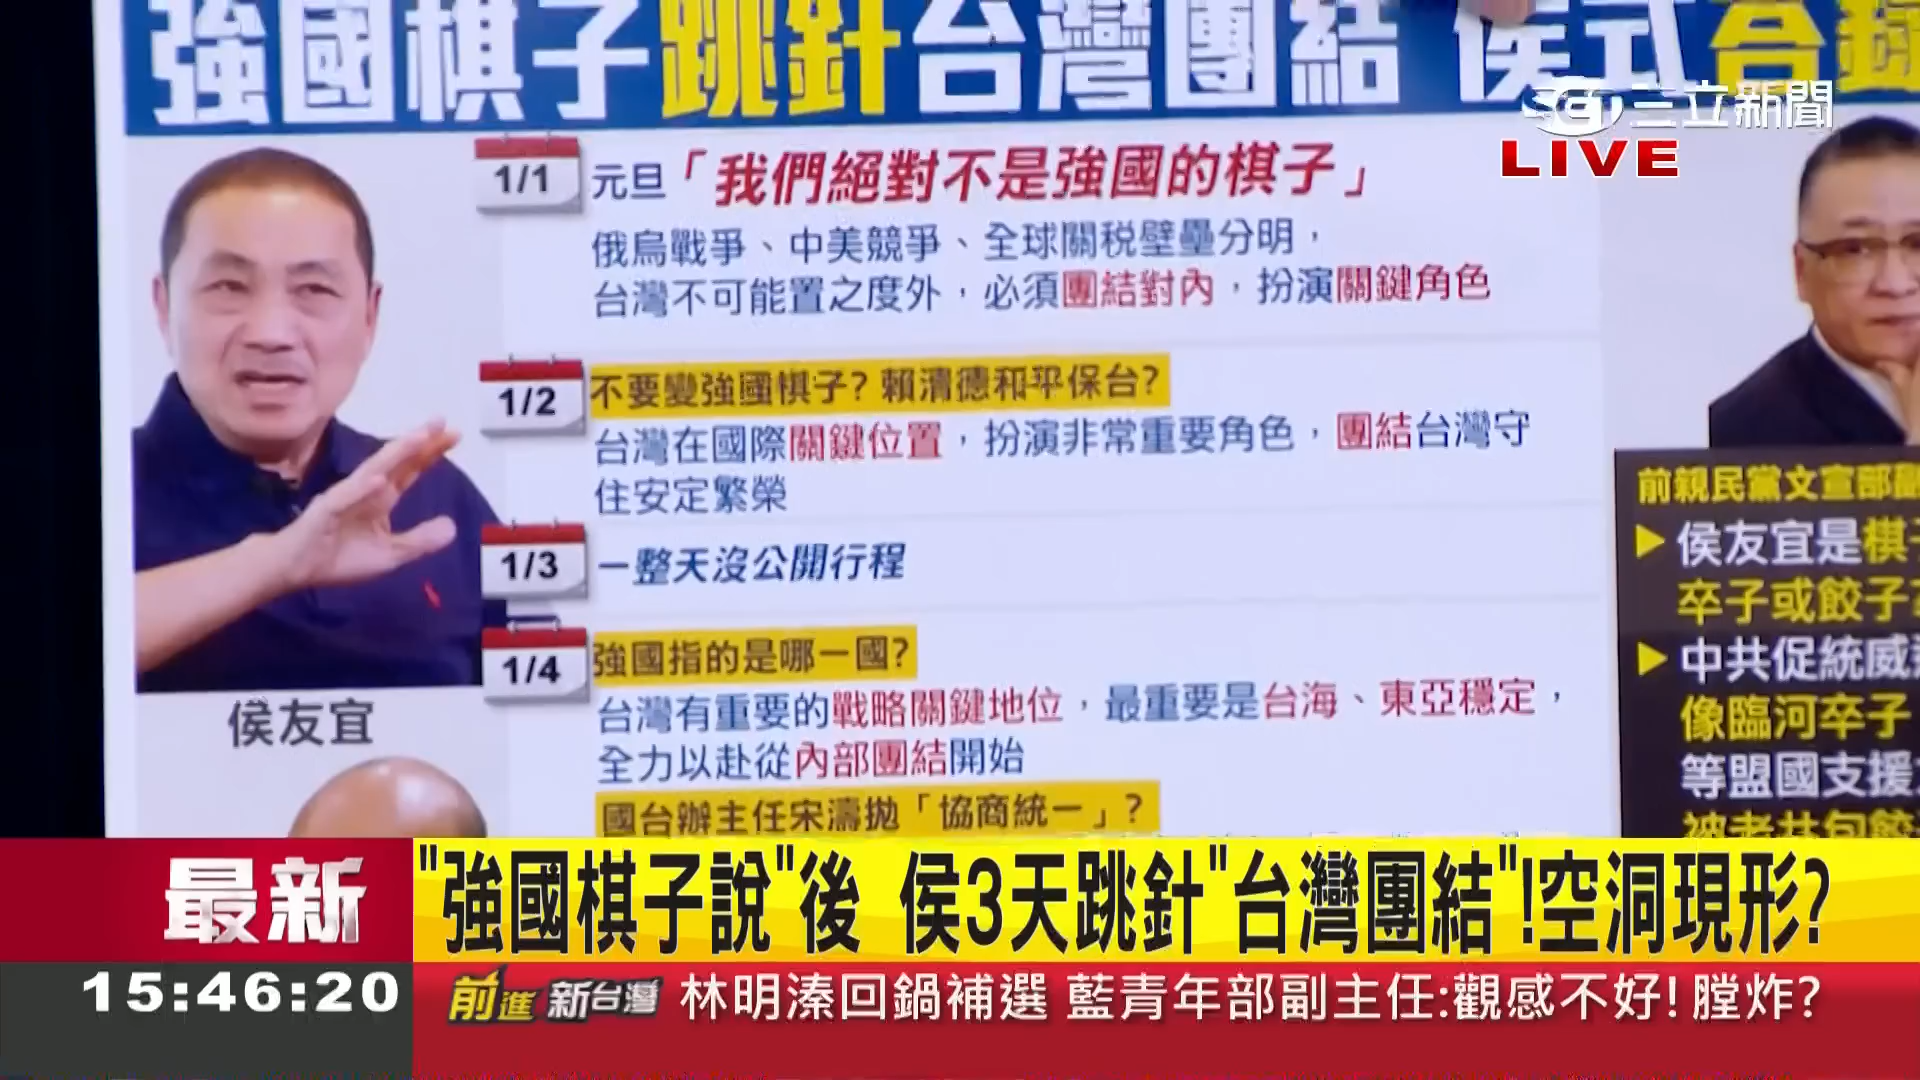 強國棋子跳針台灣團結 侯式
三立新聞
LIVE
1/1
元旦「我們絕對不是強國的棋子」
俄烏戰爭、中美競爭、全球關稅壁壘分明，
台灣不可能置之度外，必須團結對內，扮演關鍵角色
1/2
不要變強國棋子? 賴清德和平保台?
台灣在國際關鍵位置，扮演非常重要角色，團結台灣守
住安定繁榮
1/3
一整天沒公開行程
1/4
強國指的是哪一國?
台灣有重要的戰略關鍵地位，最重要是台海、東亞穩定，
全力以赴從內部團結開始
國台辦主任宋濤拋「協商統一」?
侯友宜
前親民黨文宣部副
▶侯友宜是棋子
卒子或餃子
▶中共促統威
像臨河卒子
等盟國支援
被老共包餃
最新
"強國棋子說"後 侯3天跳針"台灣團結"!空洞現形?
15:46:20
前進新台灣
林明溱回鍋補選 藍青年部副主任:觀感不好! 膛炸?